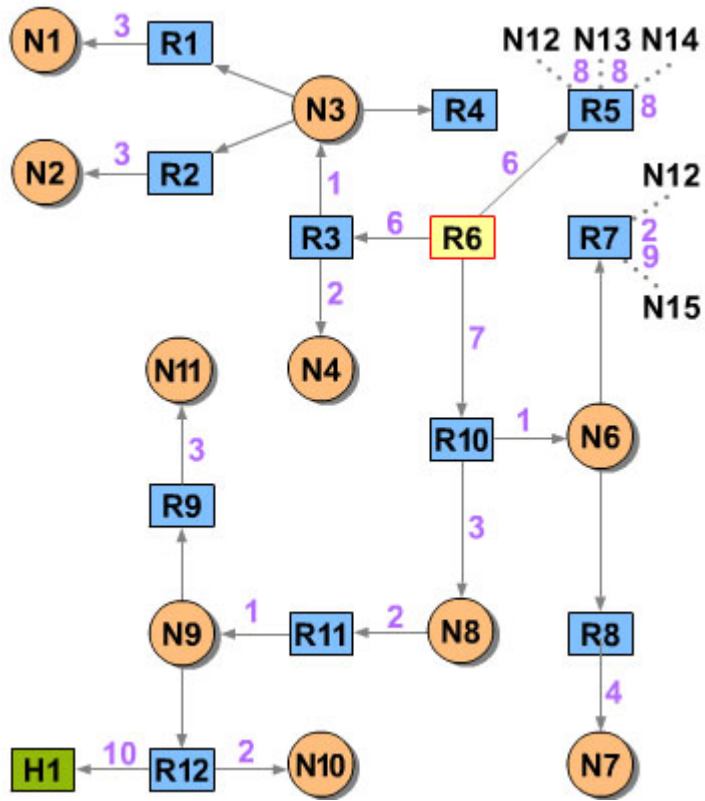 N1 3 R1 N12 N13 N14
8 8
N3 R4 R5 8
N2 3 R2 6 N12
1
R3 6 R6 R7 2
9
2 N15
7
N11 N4
R10 1 N6
3
R9 3
N9 1 R11 2 N8 R8
4
H1 10 R12 2 N10 N7